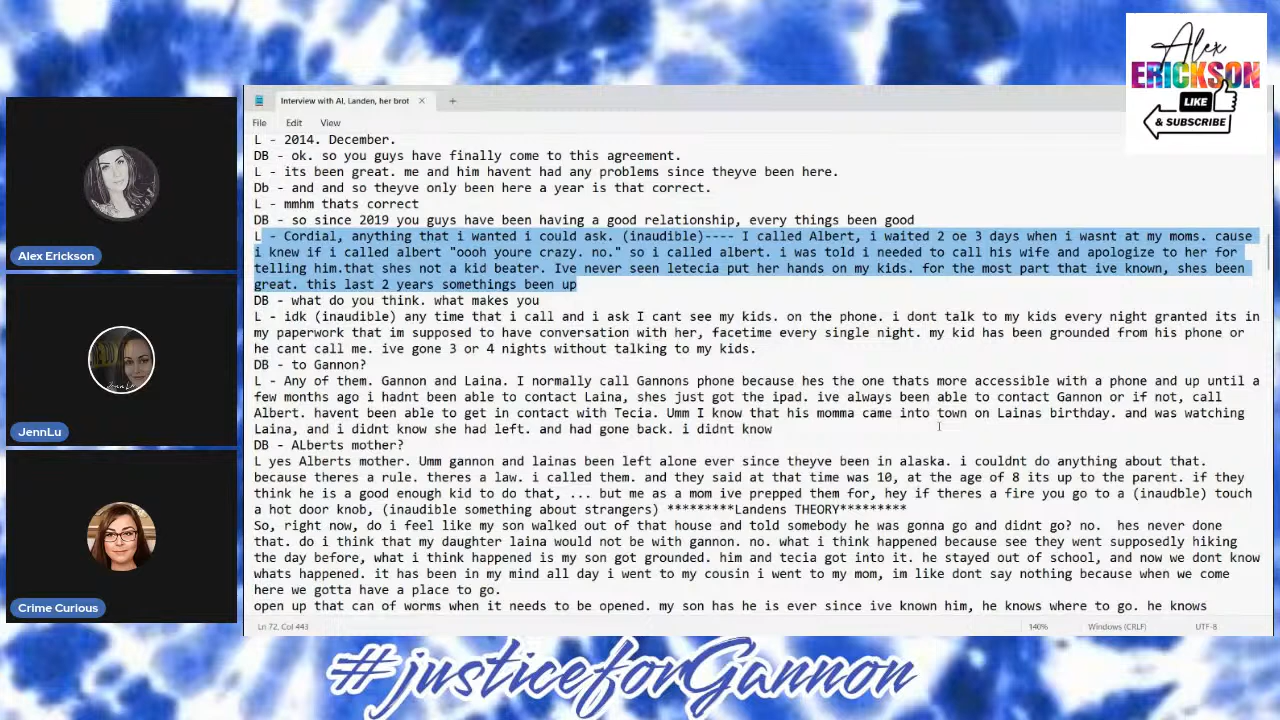 Alex
ERICKSON
LIKE
& SUBSCRIBE
Interview with AI, Landen, her brot
File Edit View
L - 2014. December.
DB - ok. so you guys have finally come to this agreement.
L - its been great. me and him havent had any problems since theyve been here.
Db - and and so theyve only been here a year is that correct.
L - mmhm thats correct
DB - so since 2019 you guys have been having a good relationship, every things been good
L - Cordial, anything that i wanted i could ask. (inaudible)---- I called Albert, i waited 2 oe 3 days when i wasnt at my moms. cause
i knew if i called albert "oooh youre crazy. no." so i called albert. i was told i needed to call his wife and apologize to her for
telling him.that shes not a kid beater. Ive never seen letecia put her hands on my kids. for the most part that ive known, shes been
great. this last 2 years somethings been up
DB - what do you think. what makes you
L - idk (inaudible) any time that i call and i ask I cant see my kids. on the phone. i dont talk to my kids every night granted its in
my paperwork that im supposed to have conversation with her, facetime every single night. my kid has been grounded from his phone or
he cant call me. ive gone 3 or 4 nights without talking to my kids.
DB - to Gannon?
L - Any of them. Gannon and Laina. I normally call Gannons phone because hes the one thats more accessible with a phone and up until a
few months ago i hadnt been able to contact Laina, shes just got the ipad. ive always been able to contact Gannon or if not, call
Albert. havent been able to get in contact with Tecia. Umm I know that his momma came into town on Lainas birthday. and was watching
Laina, and i didnt know she had left. and had gone back. i didnt know
DB - ALberts mother?
L yes Alberts mother. Umm gannon and lainas been left alone ever since theyve been in alaska. i couldnt do anything about that.
because theres a rule. theres a law. i called them. and they said at that time was 10, at the age of 8 its up to the parent. if they
think he is a good enough kid to do that, ... but me as a mom ive prepped them for, hey if theres a fire you go to a (inaudble) touch
a hot door knob, (inaudible something about strangers) *********Landens THEORY*********
So, right now, do i feel like my son walked out of that house and told somebody he was gonna go and didnt go? no. hes never done
that. do i think that my daughter laina would not be with gannon. no. what i think happened because see they went supposedly hiking
the day before, what i think happened is my son got grounded. him and tecia got into it. he stayed out of school, and now we dont know
whats happened. it has been in my mind all day i went to my cousin i went to my mom, im like dont say nothing because when we come
here we gotta have a place to go.
open up that can of worms when it needs to be opened. my son has he is ever since ive known him, he knows where to go. he knows
Ln 72, Col 443 140% Windows (CRLF) UTF-8
Alex Erickson
JennLu
Crime Curious
#justiceforGannon